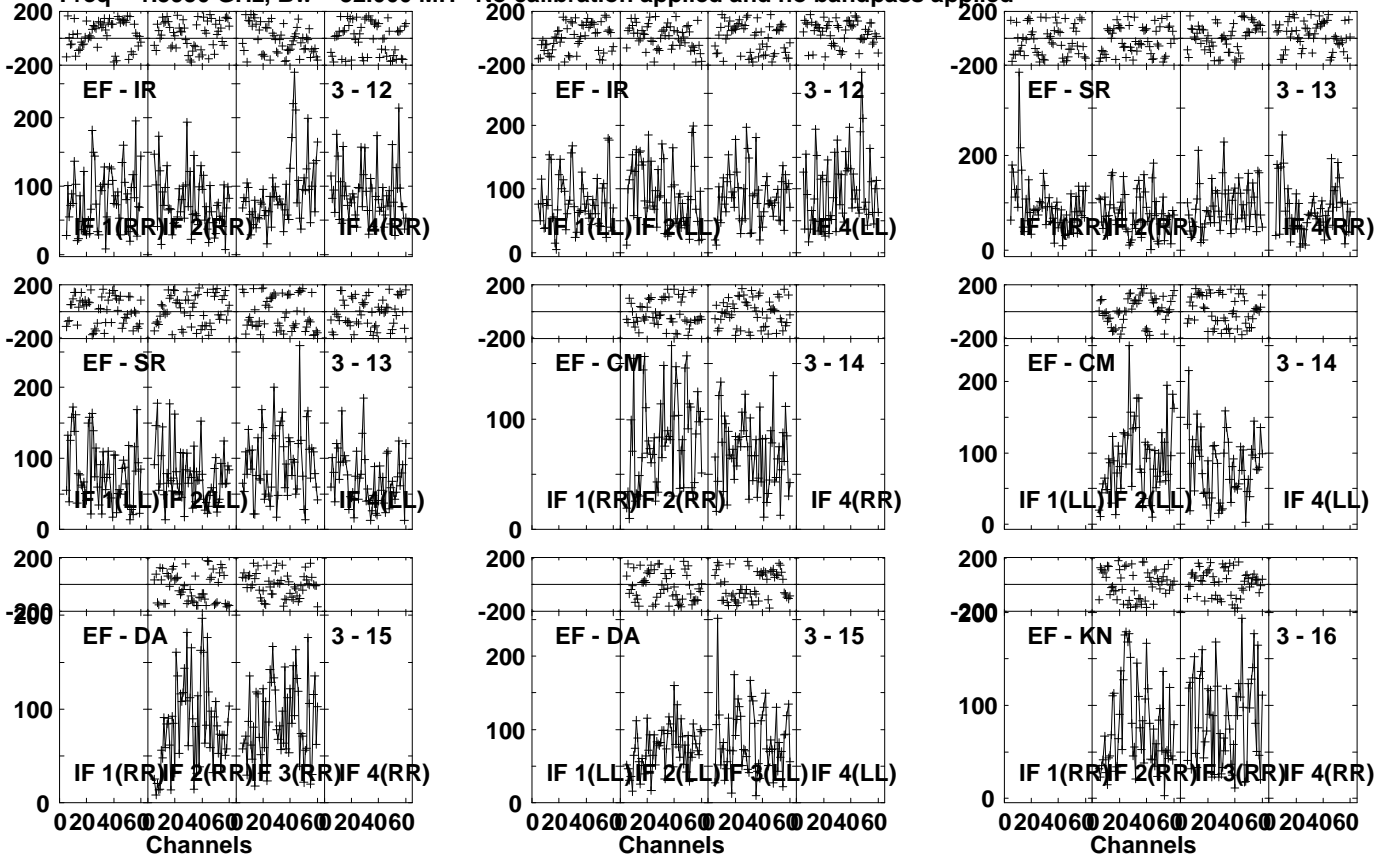 200 200 200
-200 -200 -200
EF - IR 3 - 12 EF - IR 3 - 12 EF - SR 3 - 13
200 200 200
100 100
0 0 0
IF 1(RR) IF 2(RR) IF 4(RR) IF 1(LL) IF 2(LL) IF 4(LL) IF 1(RR) IF 2(RR) IF 4(RR)
200 200 200
-200 -200 -200
EF - SR 3 - 13 EF - CM 3 - 14 EF - CM 3 - 14
200 200
100 100 100
0 0 0
IF 1(LL) IF 2(LL) IF 4(LL) IF 1(RR) IF 2(RR) IF 4(RR) IF 1(LL) IF 2(LL) IF 4(LL)
200 200 200
-200 -200 -200
200 200 200
EF - DA 3 - 15 EF - DA 3 - 15 EF - KN 3 - 16
100 100 100
0 0 0
IF 1(RR) IF 2(RR) IF 3(RR) IF 4(RR) IF 1(LL) IF 2(LL) IF 3(LL) IF 4(LL) IF 1(RR) IF 2(RR) IF 3(RR) IF 4(RR)
0 20 40 60 0 20 40 60 0 20 40 60 0 20 40 60 0 20 40 60 0 20 40 60 0 20 40 60 0 20 40 60 0 20 40 60 0 20 40 60 0 20 40 60 0 20 40 60
Channels Channels Channels